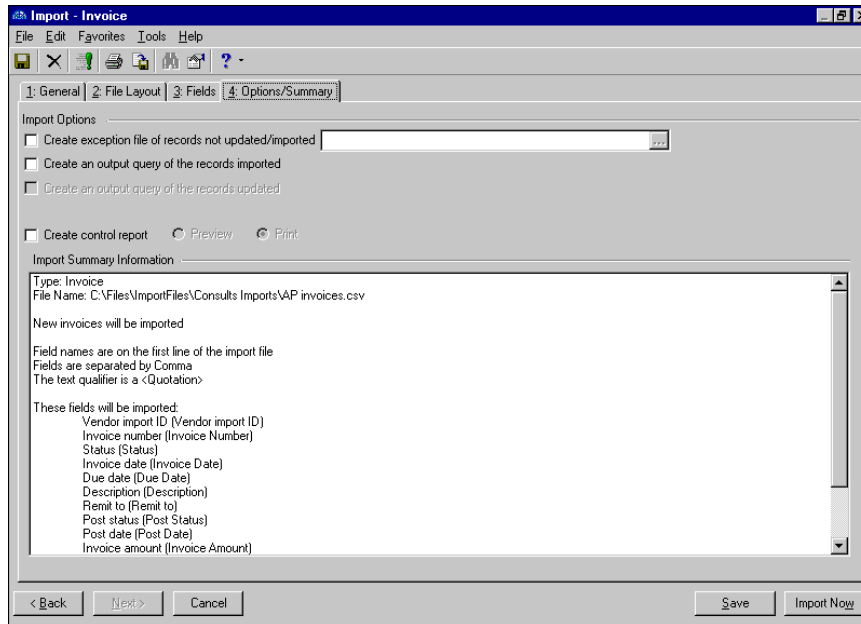 Import - Invoice
File Edit Favorites Tools Help
?
1: General 2: File Layout 3: Fields 4: Options/Summary
Import Options
Create exception file of records not updated/imported ...
Create an output query of the records imported
Create an output query of the records updated
Create control report Preview Print
Import Summary Information
Type: Invoice
File Name: C:\Files\ImportFiles\Consults Imports\AP invoices.csv
New invoices will be imported
Field names are on the first line of the import file
Fields are separated by Comma
The text qualifier is a <Quotation>
These fields will be imported:
Vendor import ID (Vendor import ID)
Invoice number (Invoice Number)
Status (Status)
Invoice date (Invoice Date)
Due date (Due Date)
Description (Description)
Remit to (Remit to)
Post status (Post Status)
Post date (Post Date)
Invoice amount (Invoice Amount)
< Back Next > Cancel Save Import Now